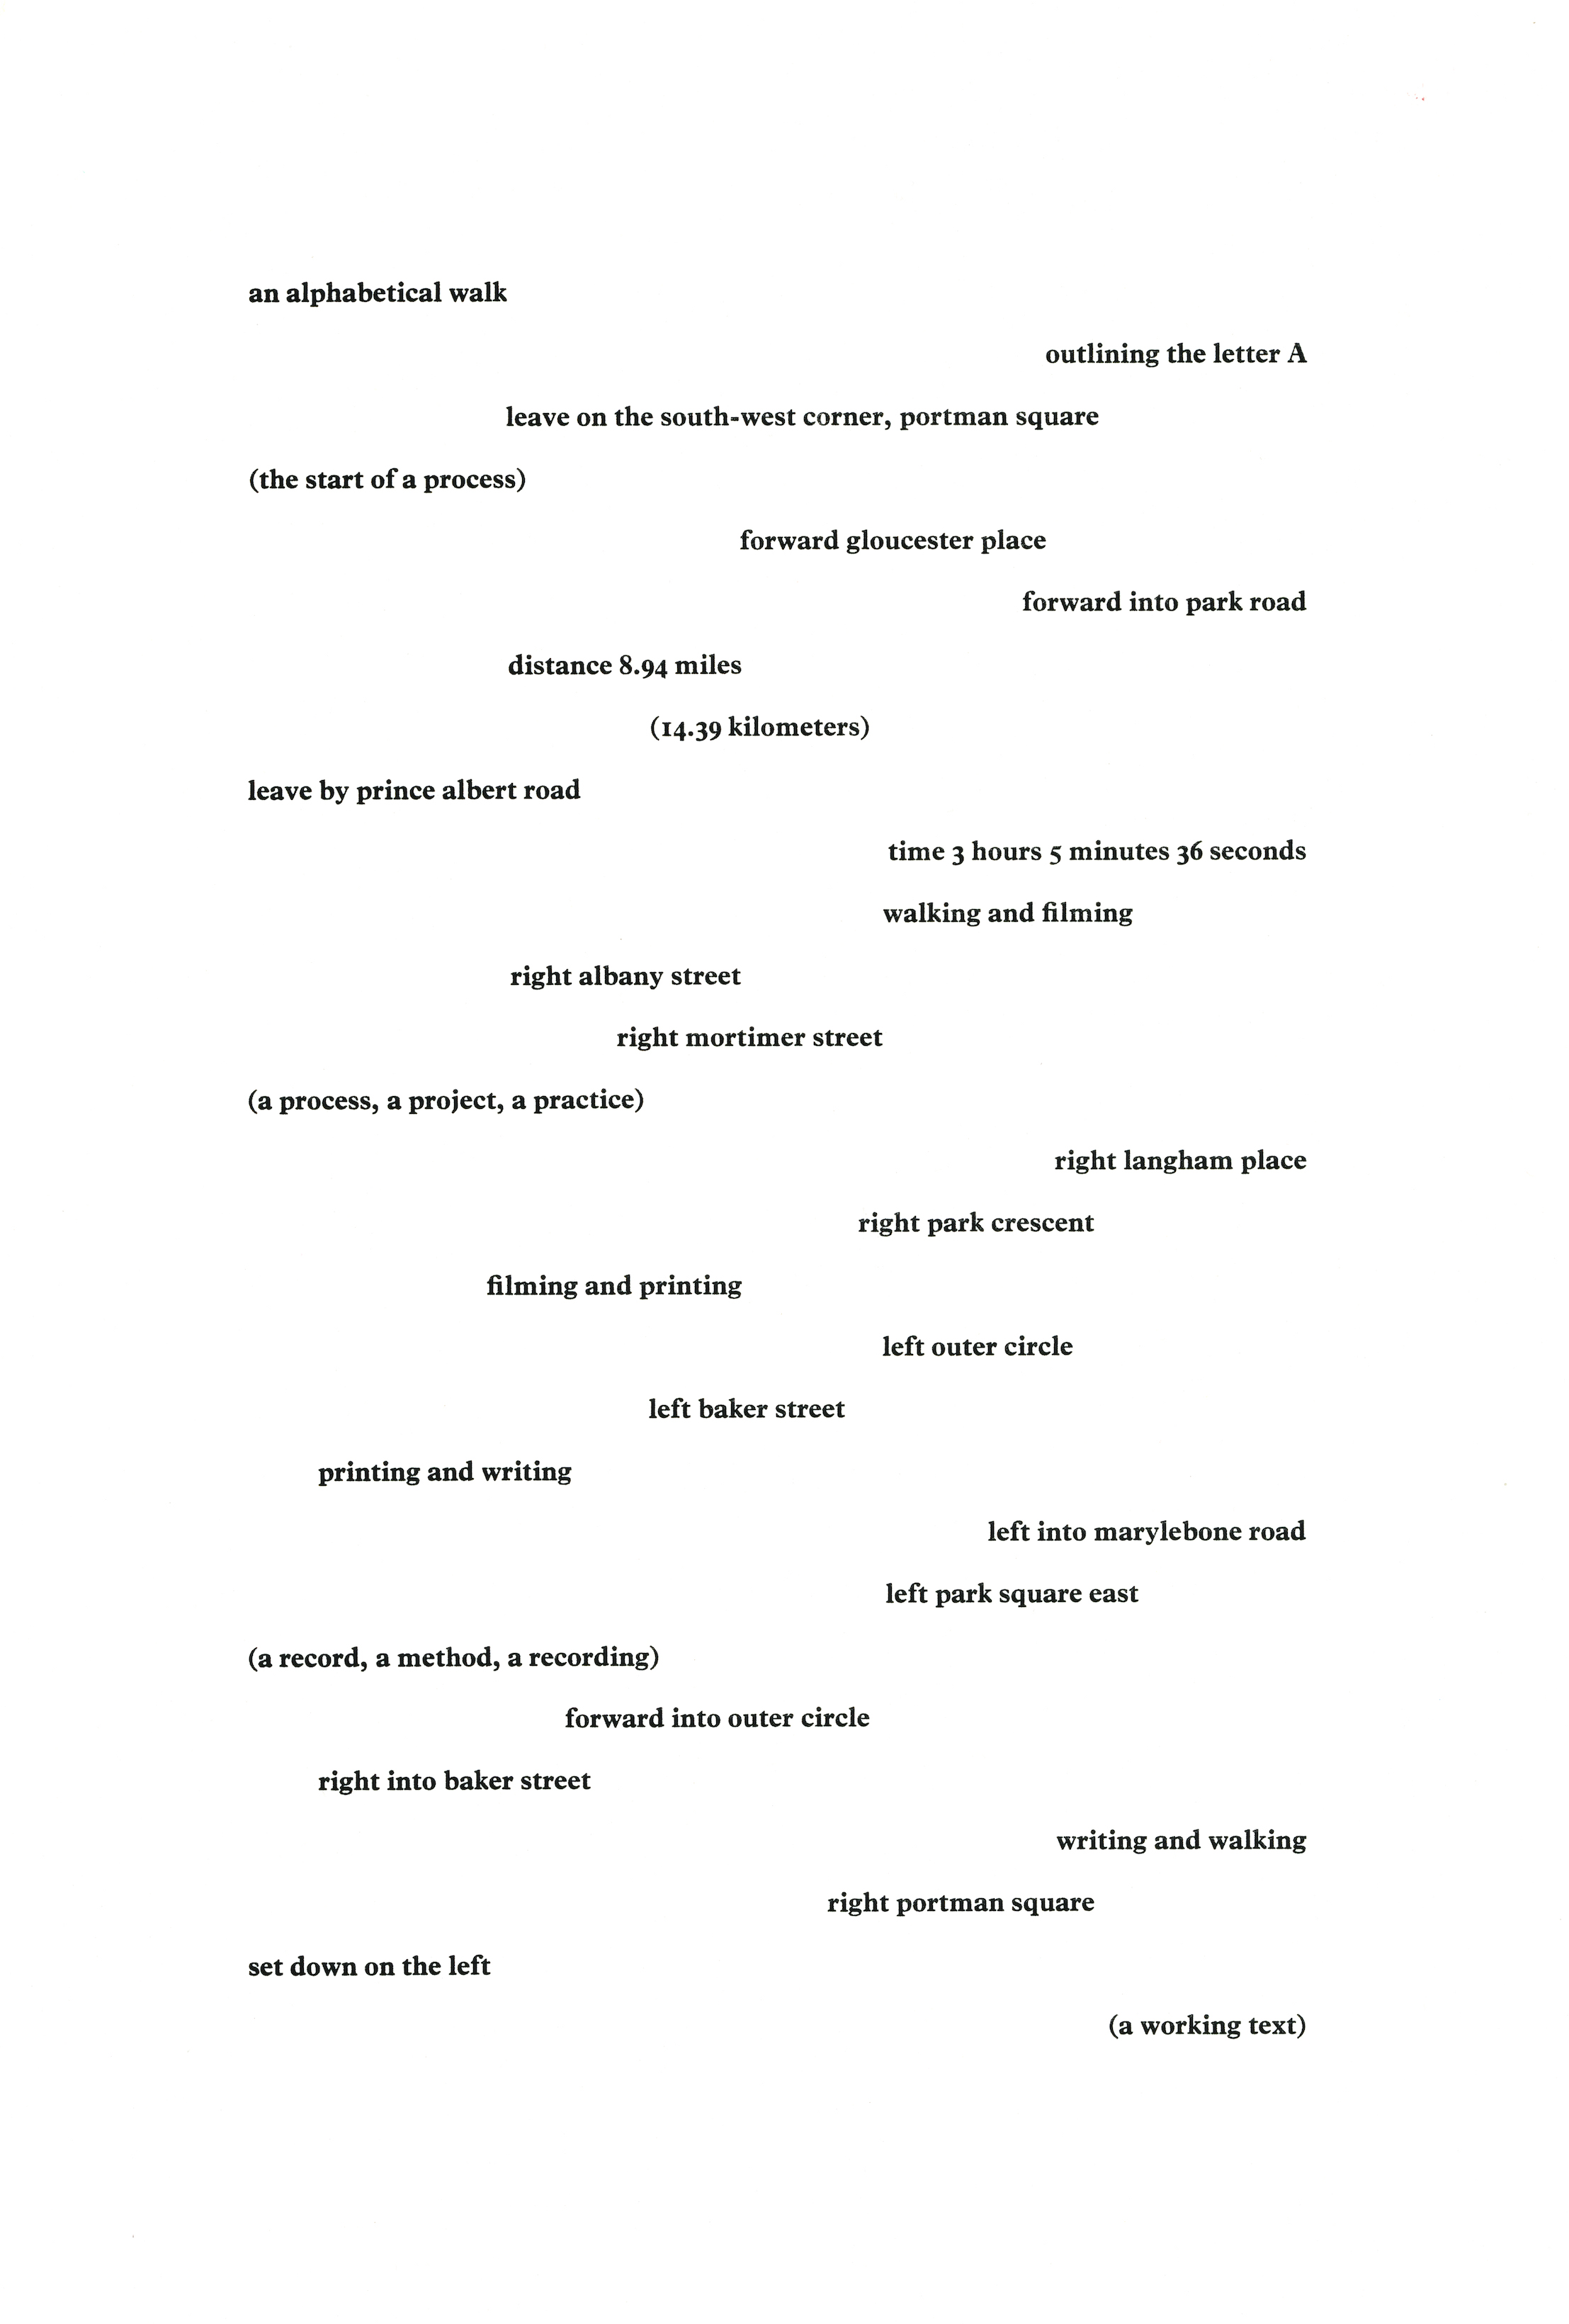 an alphabetical walk
outlining the letter A
leave on the south-west corner, portman square
(the start of a process)
forward gloucester place
forward into park road
distance 8.94 miles
(14.39 kilometers)
leave by prince albert road
time 3 hours 5 minutes 36 seconds
walking and filming
right albany street
right mortimer street
(a process, a project, a practice)
right langham place
right park crescent
filming and printing
left outer circle
left baker street
printing and writing
left into marylebone road
left park square east
(a record, a method, a recording)
forward into outer circle
right into baker street
writing and walking
right portman square
set down on the left
(a working text)